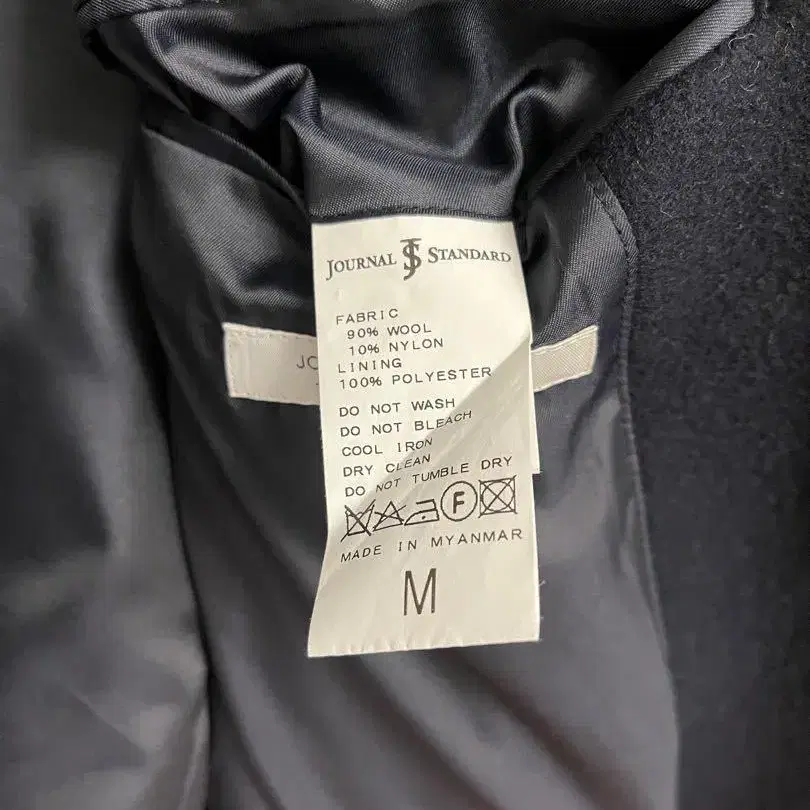 JOURNAL JS STANDARD
FABRIC
90% WOOL
10% NYLON
LINING
100% POLYESTER
DO NOT WASH
DO NOT BLEACH
COOL IRON
DRY CLEAN
DO NOT TUMBLE DRY
F
MADE IN MYANMAR
M